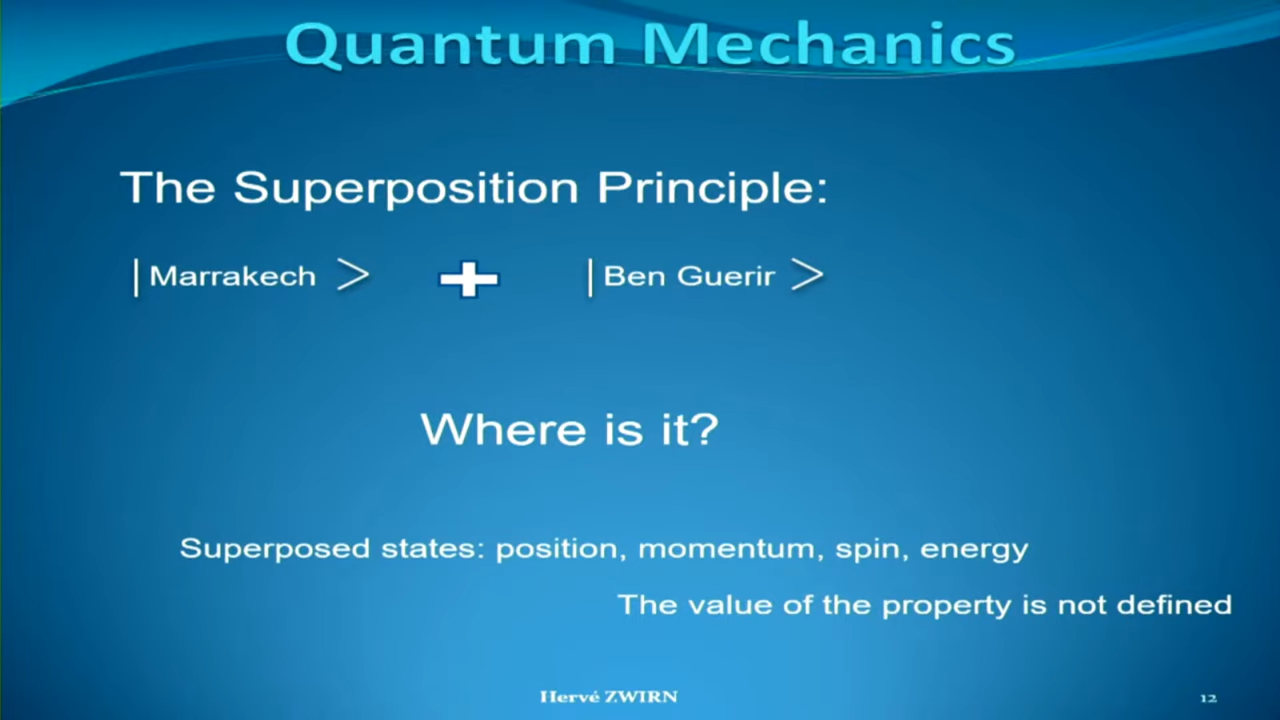 Quantum Mechanics
The Superposition Principle:
|Marrakech > + |Ben Guerir >
Where is it?
Superposed states: position, momentum, spin, energy
The value of the property is not defined
Hervé ZWIRN 12